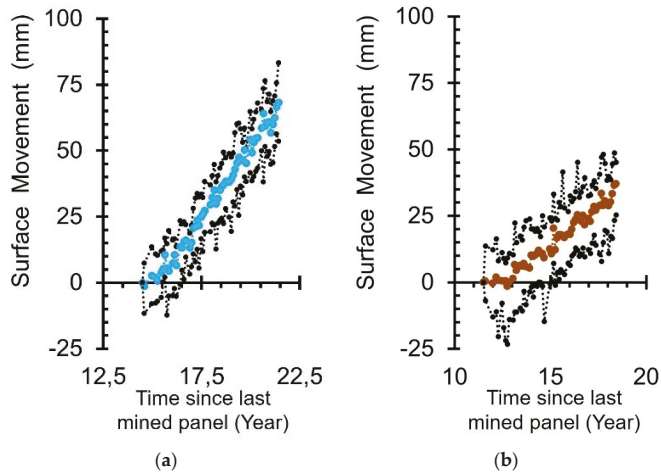 100
75
50
25
0
-25
Surface Movement (mm)
12,5 17,5 22,5
Time since last
mined panel (Year)
(a)
100
75
50
25
0
-25
Surface Movement (mm)
10 15 20
Time since last
mined panel (Year)
(b)